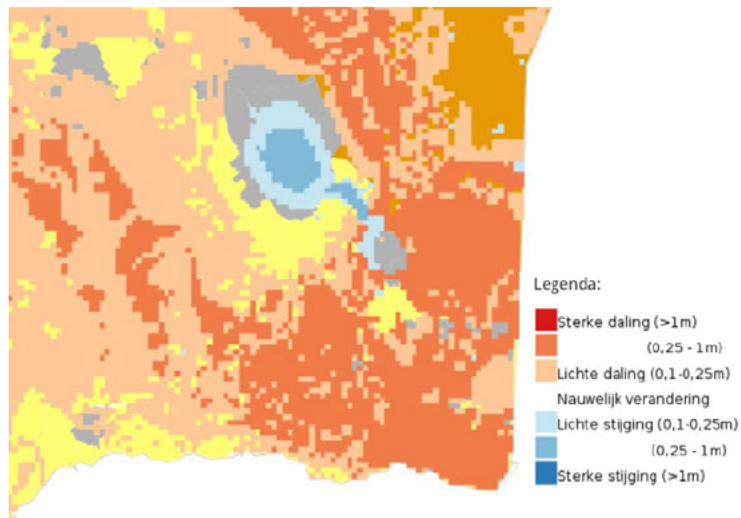 Legenda:
Sterke daling (>1m)
(0,25 - 1m)
Lichte daling (0,1-0,25m)
Nauwelijk verandering
Lichte stijging (0,1-0,25m)
(0,25 - 1m)
Sterke stijging (>1m)